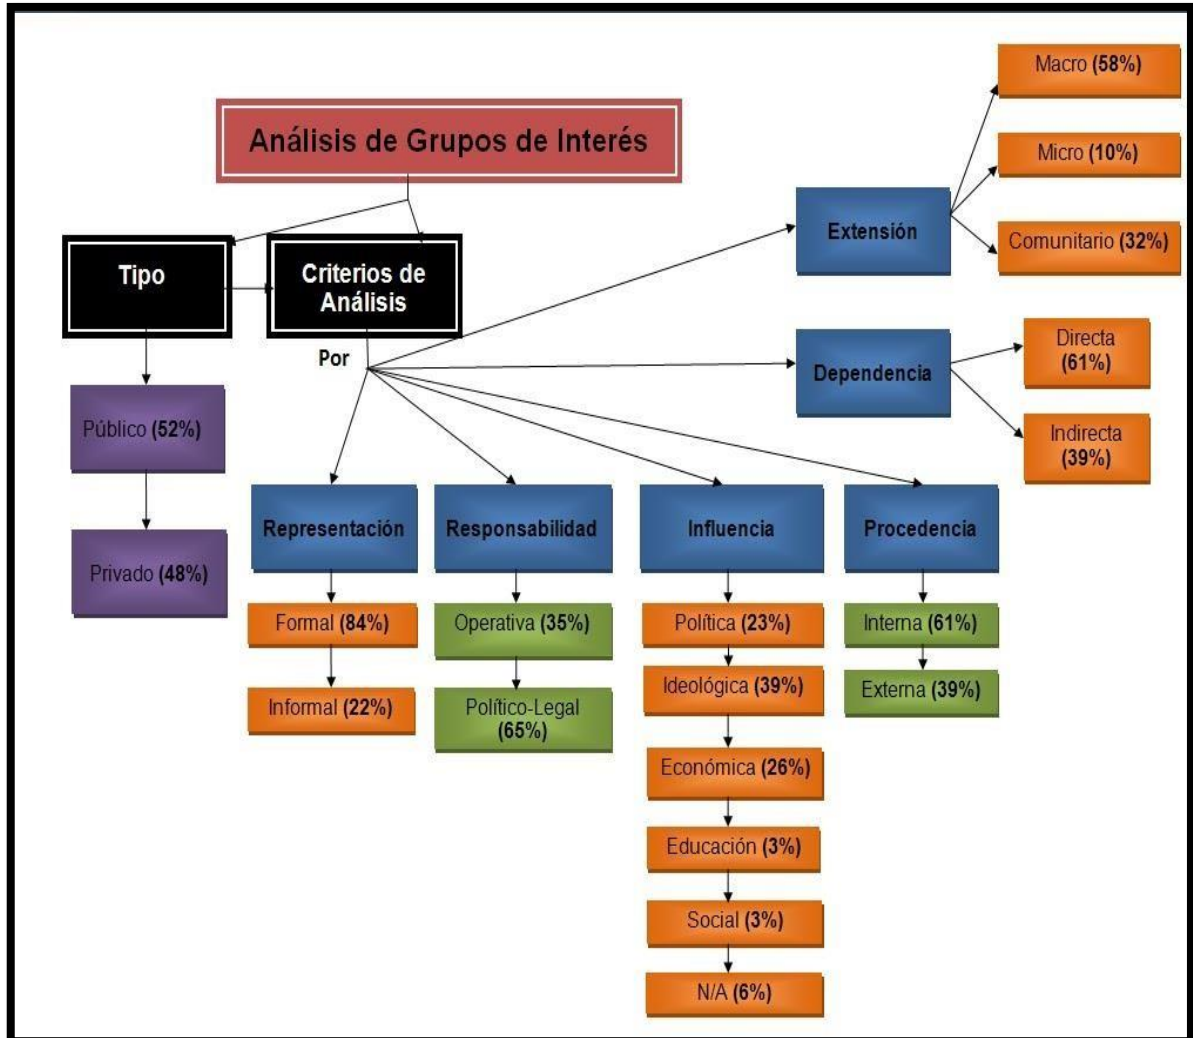 Análisis de Grupos de Interés
Tipo
Criterios de
Análisis
Por
Público (52%)
Privado (48%)
Extensión
Macro (58%)
Micro (10%)
Comunitario (32%)
Dependencia
Directa
(61%)
Indirecta
(39%)
Representación
Formal (84%)
Informal (22%)
Responsabilidad
Operativa (35%)
Político-Legal
(65%)
Influencia
Política (23%)
Ideológica (39%)
Económica (26%)
Educación (3%)
Social (3%)
N/A (6%)
Procedencia
Interna (61%)
Externa (39%)